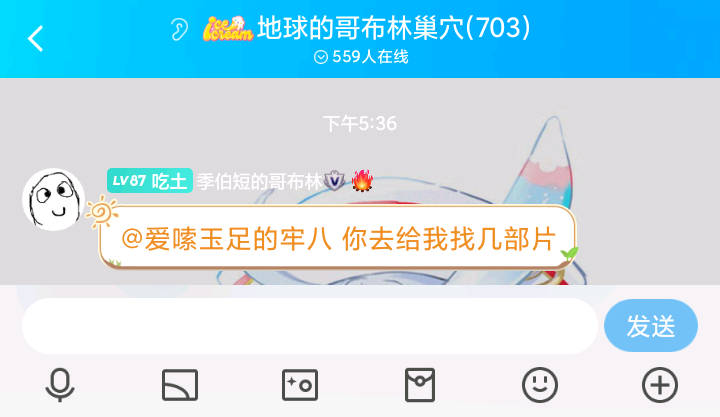 ice cream 地球的哥布林巢穴(703)
559人在线
下午5:36
LV87 吃土 季伯短的哥布林
@爱嗦玉足的牢八 你去给我找几部片
发送